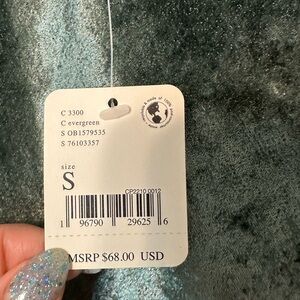 C 3300
C evergreen
S OB1579535
S 76103357
size
S
CP2210 0012
1 96790 29625 6
MSRP $68.00 USD